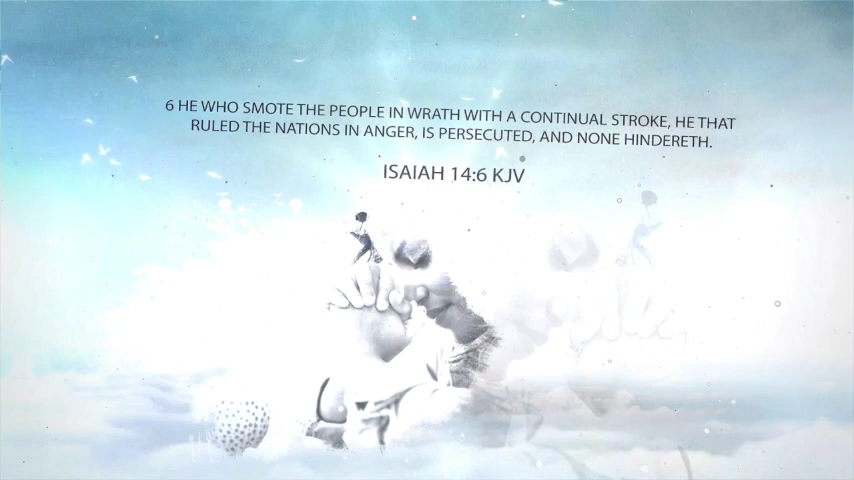 6 HE WHO SMOTE THE PEOPLE IN WRATH WITH A CONTINUAL STROKE, HE THAT
RULED THE NATIONS IN ANGER, IS PERSECUTED, AND NONE HINDERETH.
ISAIAH 14:6 KJV